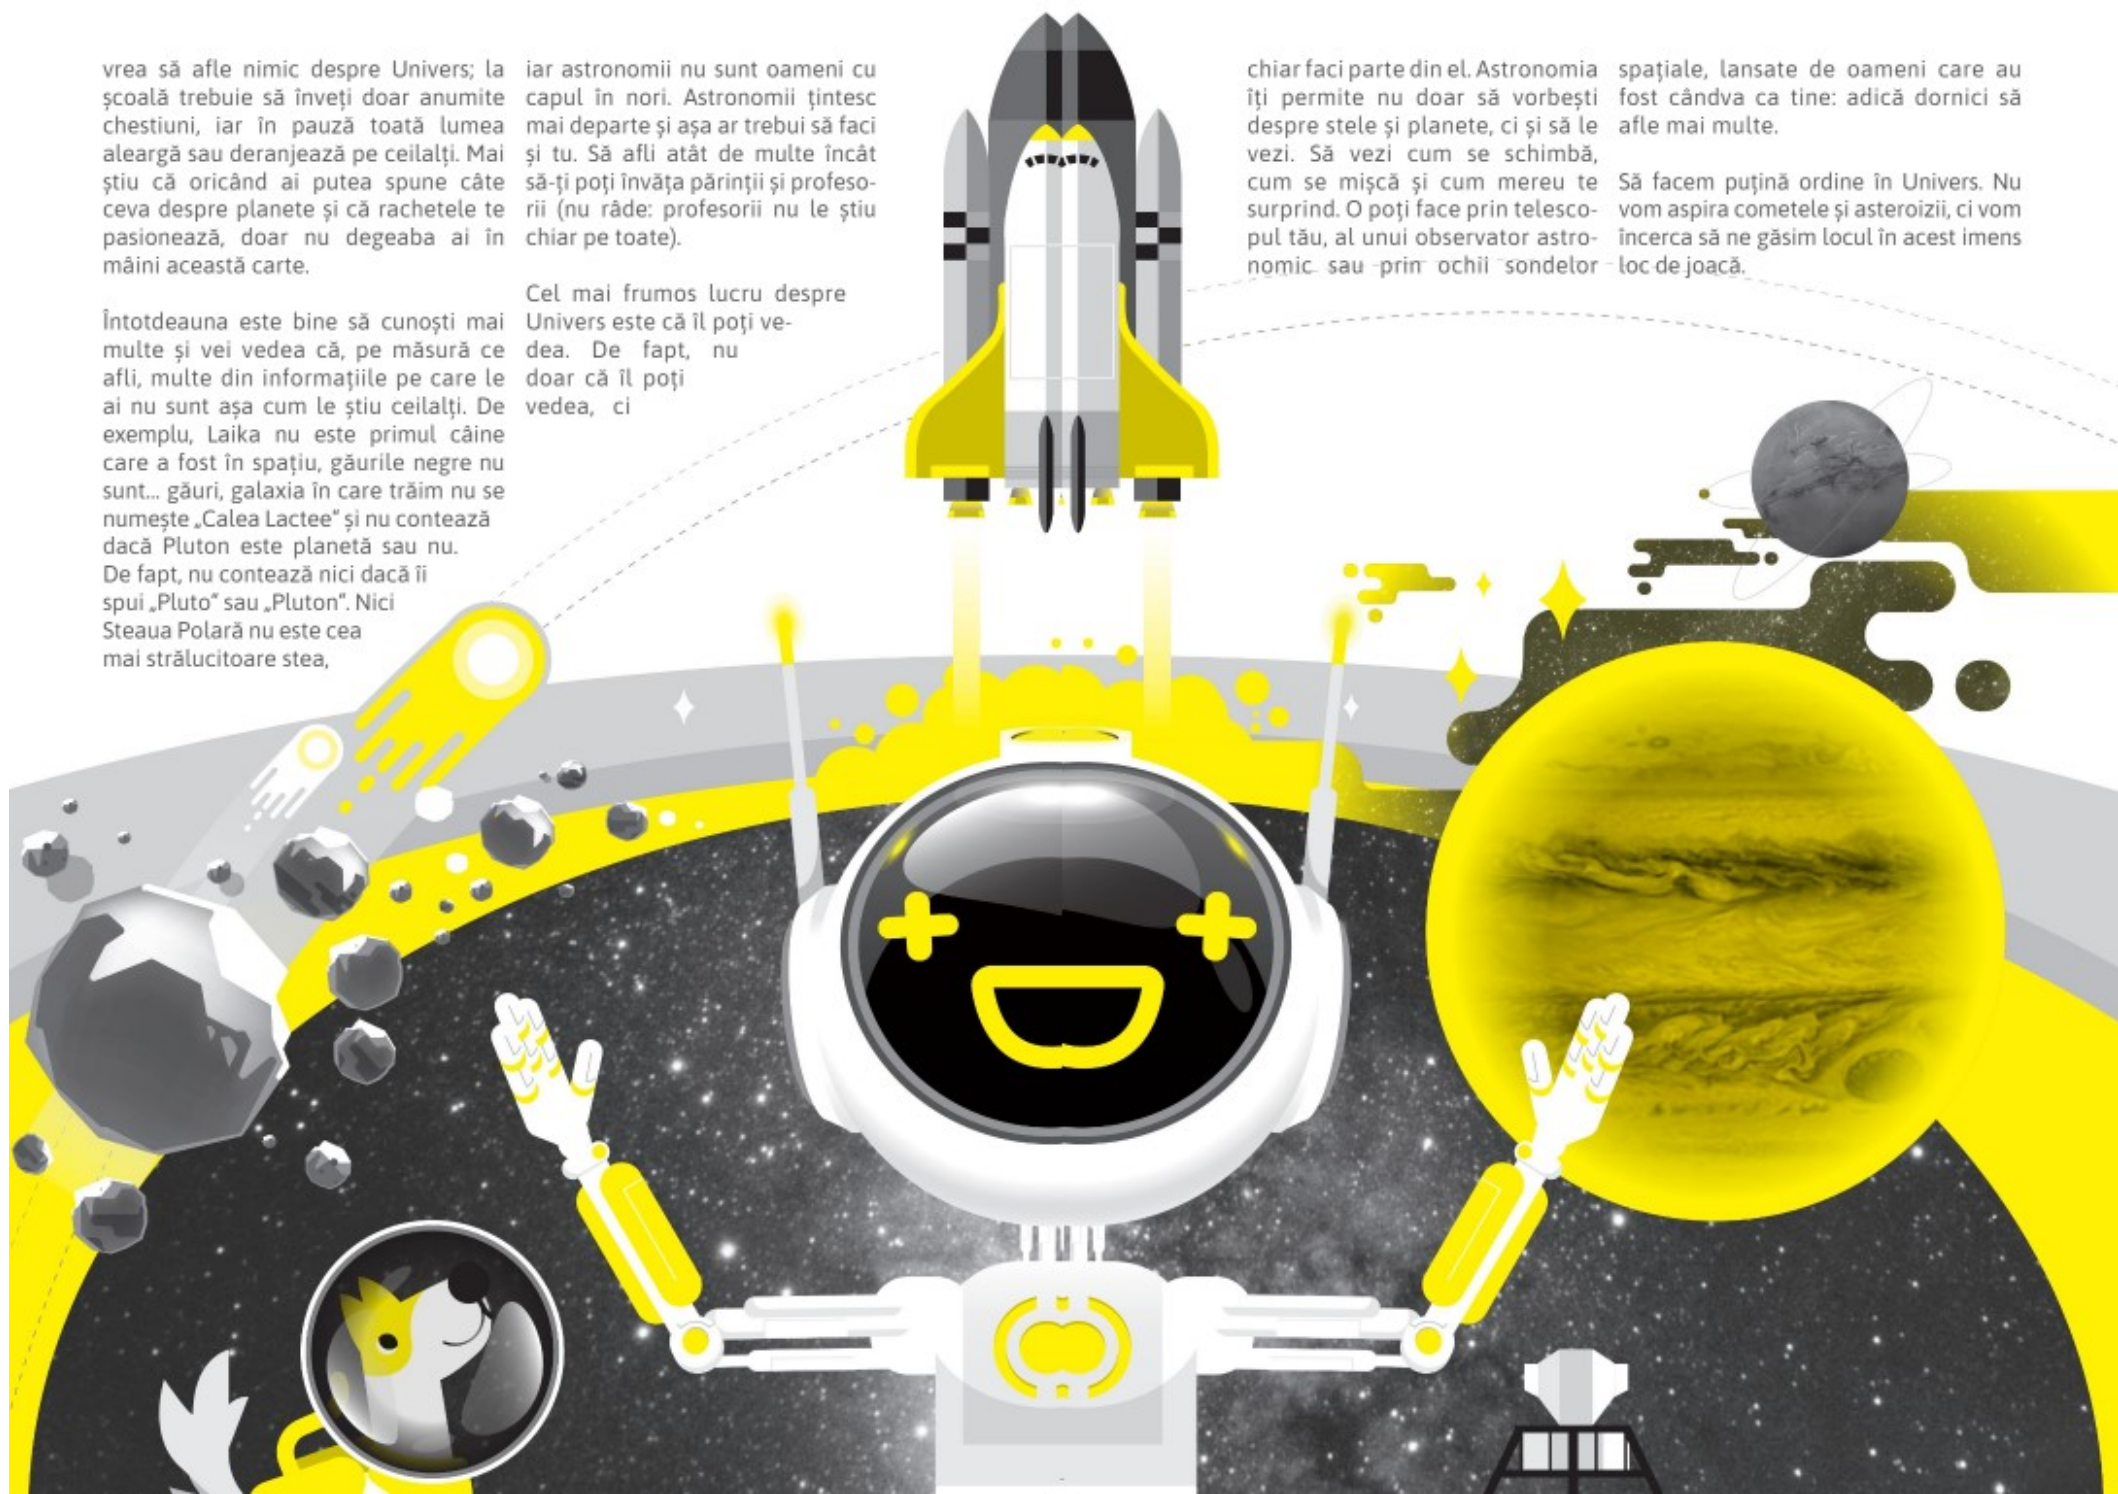 vrea să afle nimic despre Univers; la
școală trebuie să înveți doar anumite
chestiuni, iar în pauză toată lumea
aleargă sau deranjează pe ceilalți. Mai
știu că oricând ai putea spune câte
ceva despre planete și că rachetele te
pasionează, doar nu degeaba ai în
mâini această carte.
Întotdeauna este bine să cunoști mai
multe și vei vedea că, pe măsură ce
afli, multe din informațiile pe care le
ai nu sunt așa cum le știu ceilalți. De
exemplu, Laika nu este primul câine
care a fost în spațiu, găurile negre nu
sunt... găuri, galaxia în care trăim nu se
numește „Calea Lactee“ și nu contează
dacă Pluton este planetă sau nu.
De fapt, nu contează nici dacă îi
spui „Pluto“ sau „Pluton“. Nici
Steaua Polară nu este cea
mai strălucitoare stea,
iar astronomii nu sunt oameni cu
capul în nori. Astronomii țintesc
mai departe și așa ar trebui să faci
și tu. Să afli atât de multe încât
să-ți poți învăța părinții și profeso-
rii (nu râde: profesorii nu le știu
chiar pe toate).
Cel mai frumos lucru despre
Univers este că îl poți ve-
dea. De fapt, nu
doar că îl poți
vedea, ci
chiar faci parte din el. Astronomia
îți permite nu doar să vorbești
despre stele și planete, ci și să le
vezi. Să vezi cum se schimbă,
cum se mișcă și cum mereu te
surprind. O poți face prin telesco-
pul tău, al unui observator astro-
nomic sau prin ochii sondelor
spațiale, lansate de oameni care au
fost cândva ca tine: adică dornici să
afle mai multe.
Să facem puțină ordine în Univers. Nu
vom aspira cometele și asteroizii, ci vom
încerca să ne găsim locul în acest imens
loc de joacă.